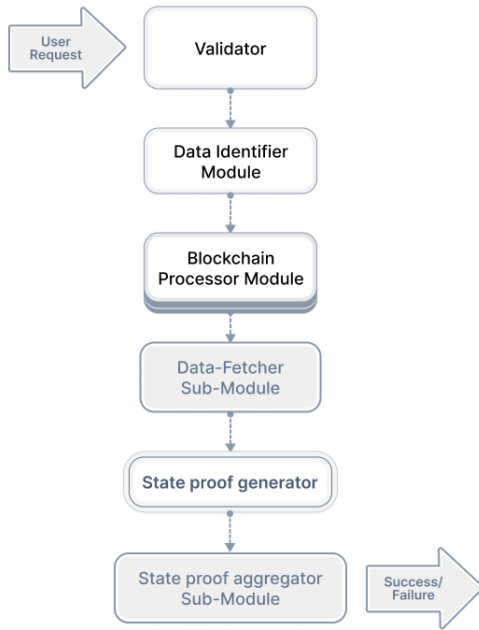 User
Request
Validator
Data Identifier
Module
Blockchain
Processor Module
Data-Fetcher
Sub-Module
State proof generator
State proof aggregator
Sub-Module
Success/
Failure